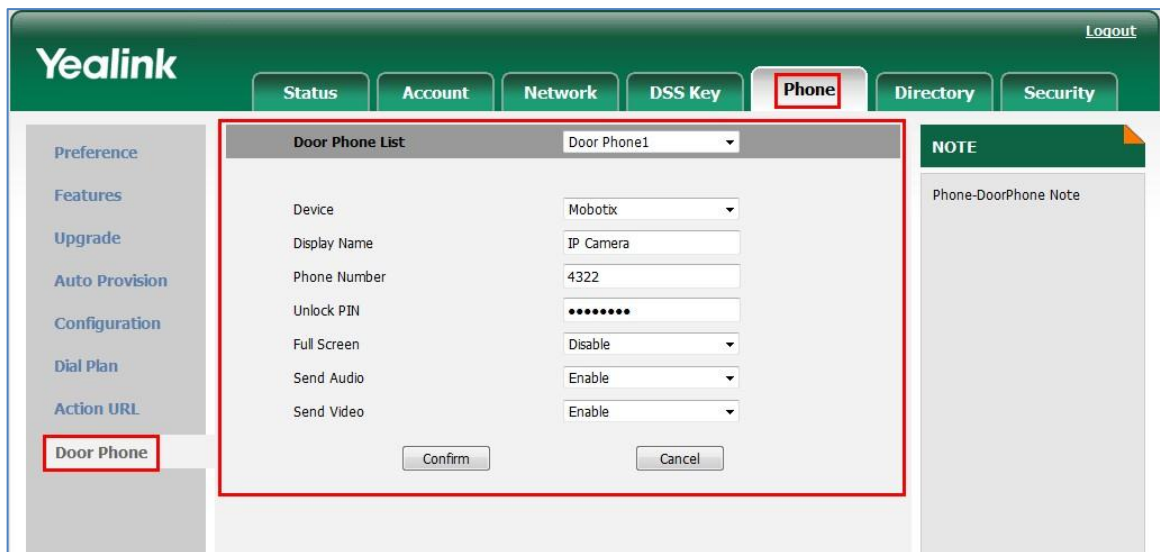 Logout
Yealink
Status Account Network DSS Key Phone Directory Security
Preference
Features
Upgrade
Auto Provision
Configuration
Dial Plan
Action URL
Door Phone
Door Phone List Door Phone1
Device Mobotix
Display Name IP Camera
Phone Number 4322
Unlock PIN ••••••••
Full Screen Disable
Send Audio Enable
Send Video Enable
Confirm Cancel
NOTE
Phone-DoorPhone Note